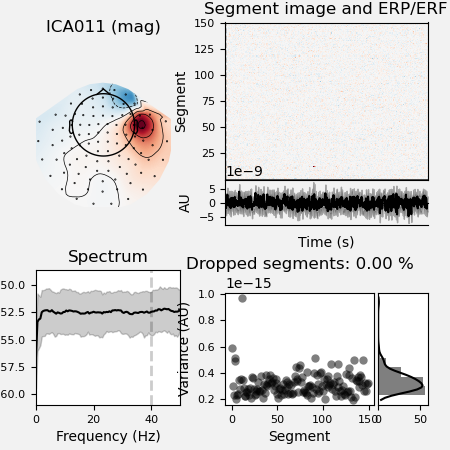 ICA011 (mag)
Segment image and ERP/ERF
150
125
100
75
50
25
Segment
1e−9
5
0
−5
AU
Time (s)
Spectrum
50.0
52.5
55.0
57.5
60.0
0 20 40
Frequency (Hz)
Dropped segments: 0.00 %
1e−15
1.0
0.8
0.6
0.4
0.2
Variance (AU)
0 50 100 150
0 50
Segment